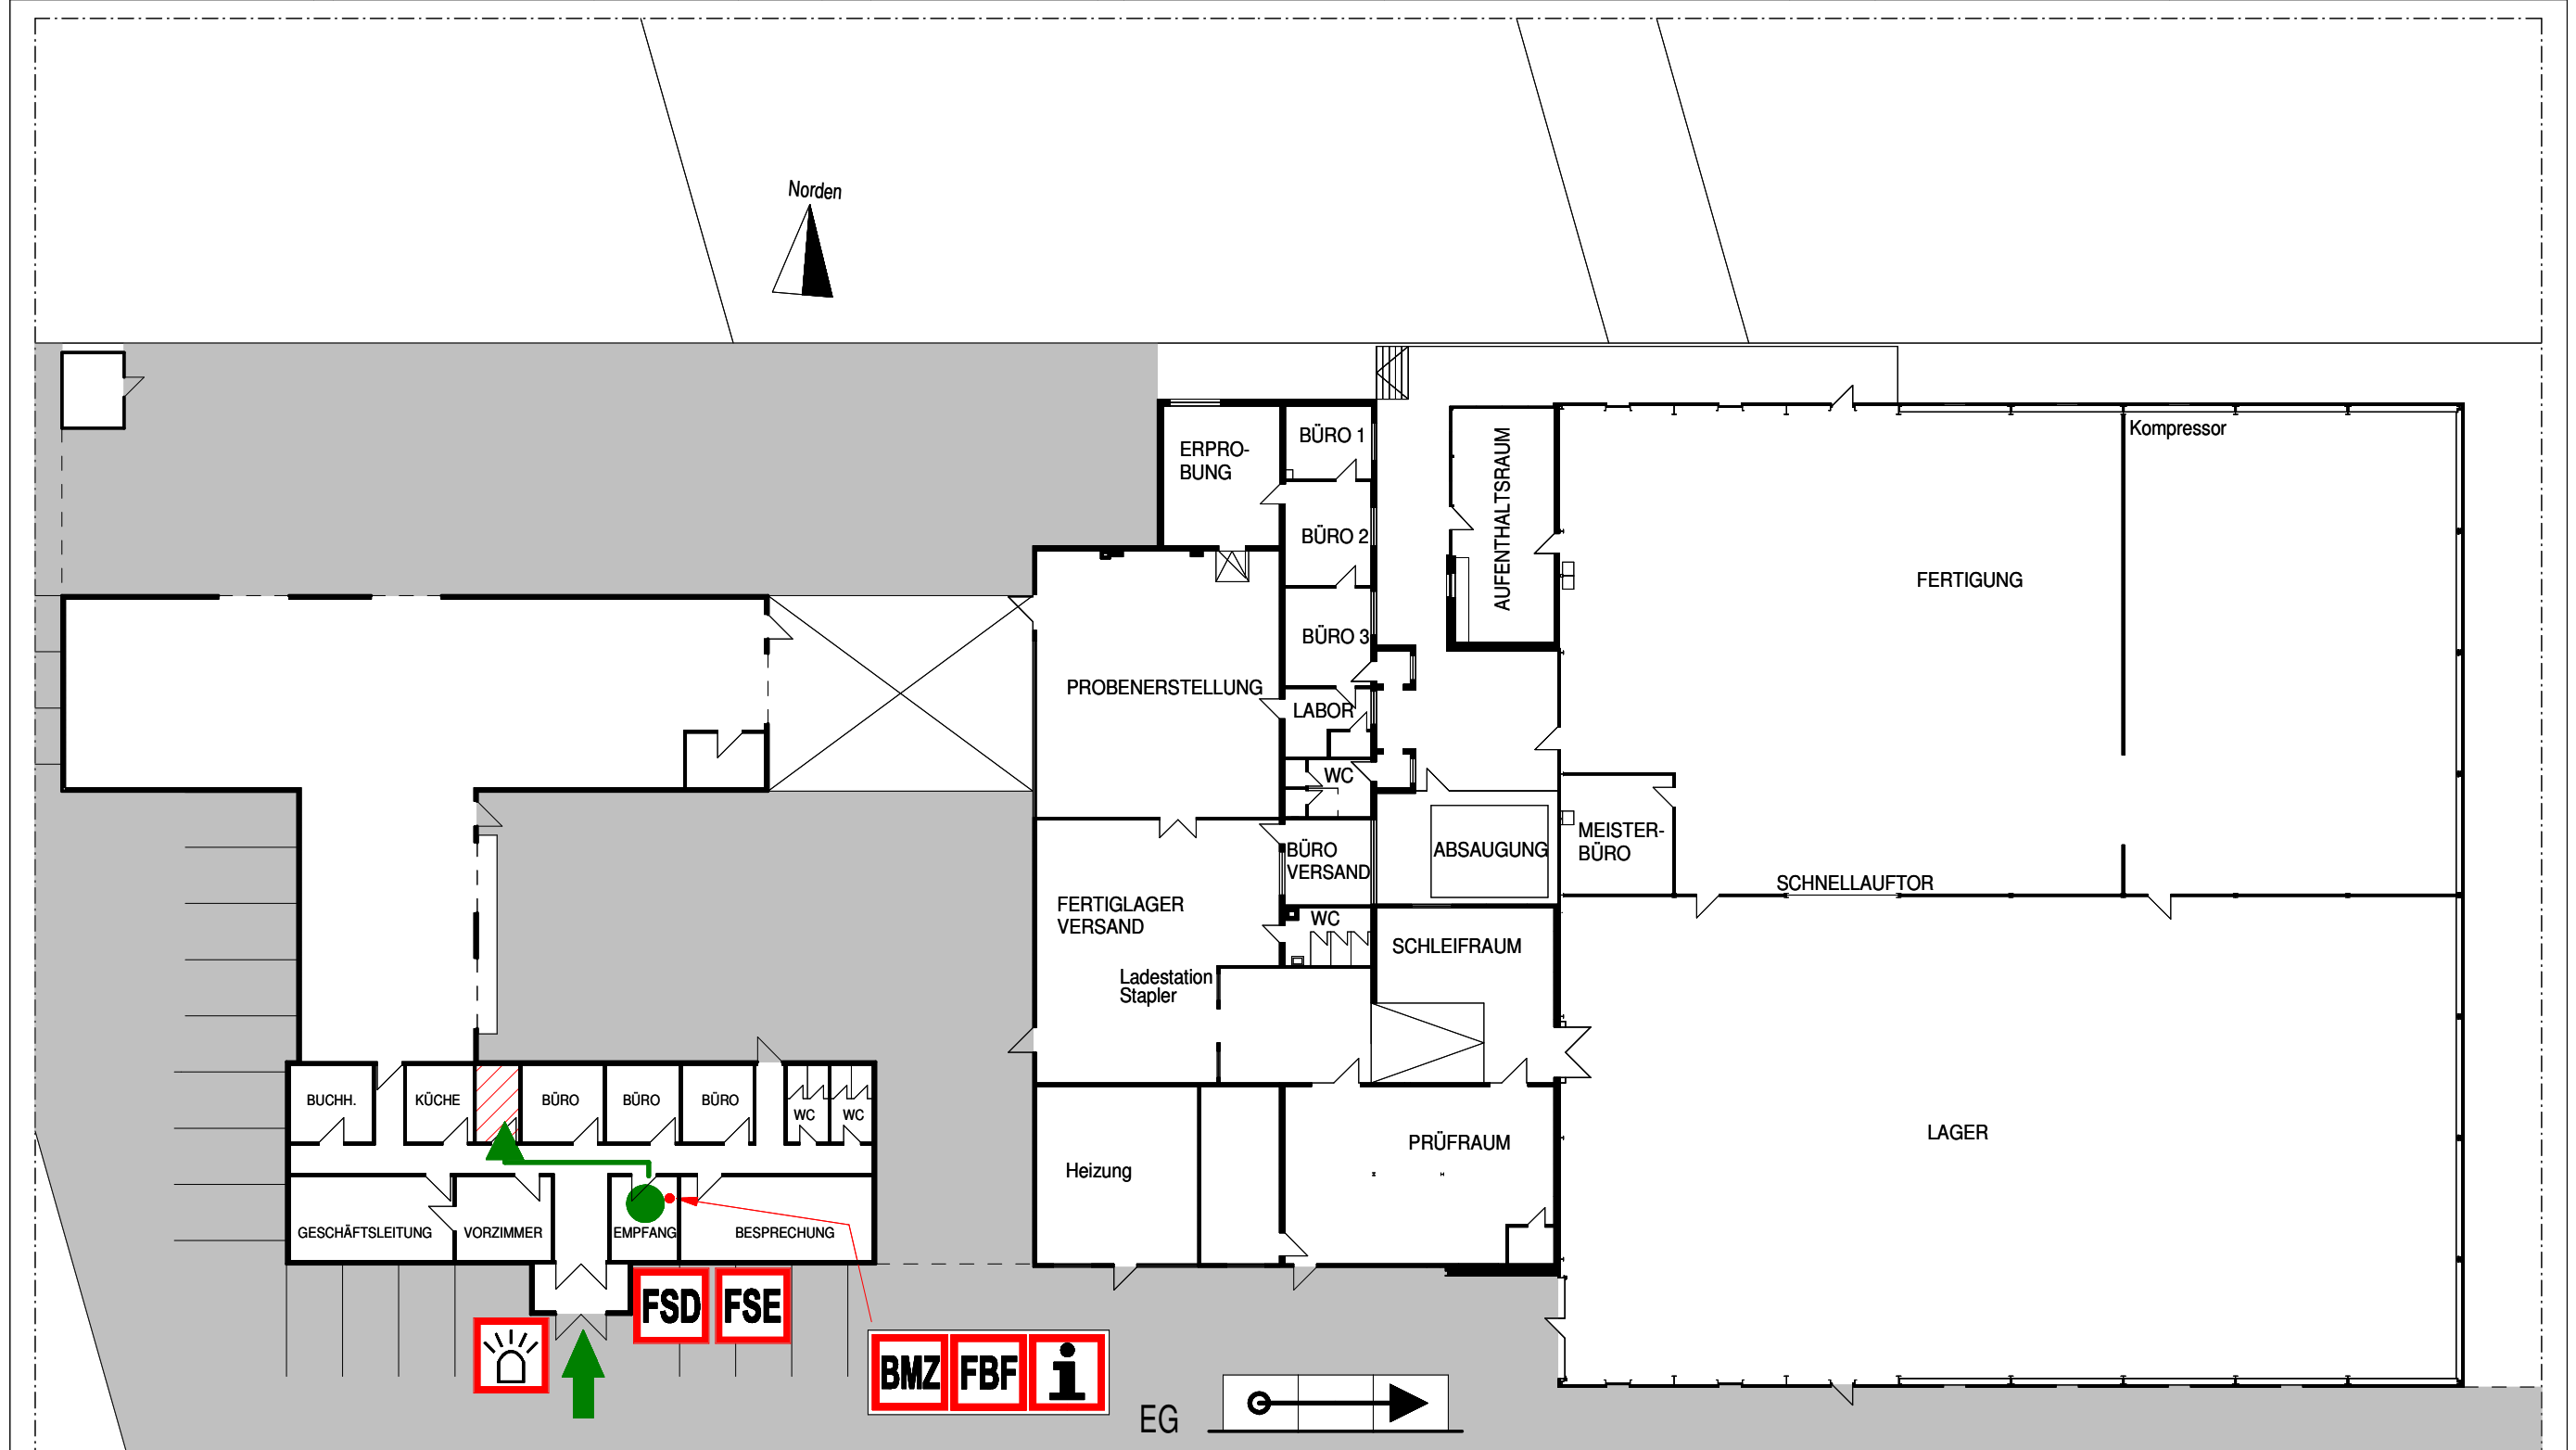 Norden
BÜRO 1
ERPRO-
BUNG
BÜRO 2
BÜRO 3
AUFENTHALTSRAUM
Kompressor
FERTIGUNG
PROBENERSTELLUNG
LABOR
WC
BÜRO
VERSAND
ABSAUGUNG
MEISTER-
BÜRO
SCHNELLAUFTOR
FERTIGLAGER
VERSAND
WC
SCHLEIFRAUM
Ladestation
Stapler
BUCHH.
KÜCHE
BÜRO
BÜRO
BÜRO
WC
WC
PRÜFRAUM
LAGER
Heizung
GESCHÄFTSLEITUNG
VORZIMMER
EMPFANG
BESPRECHUNG
FSD
FSE
BMZ
FBF
i
EG